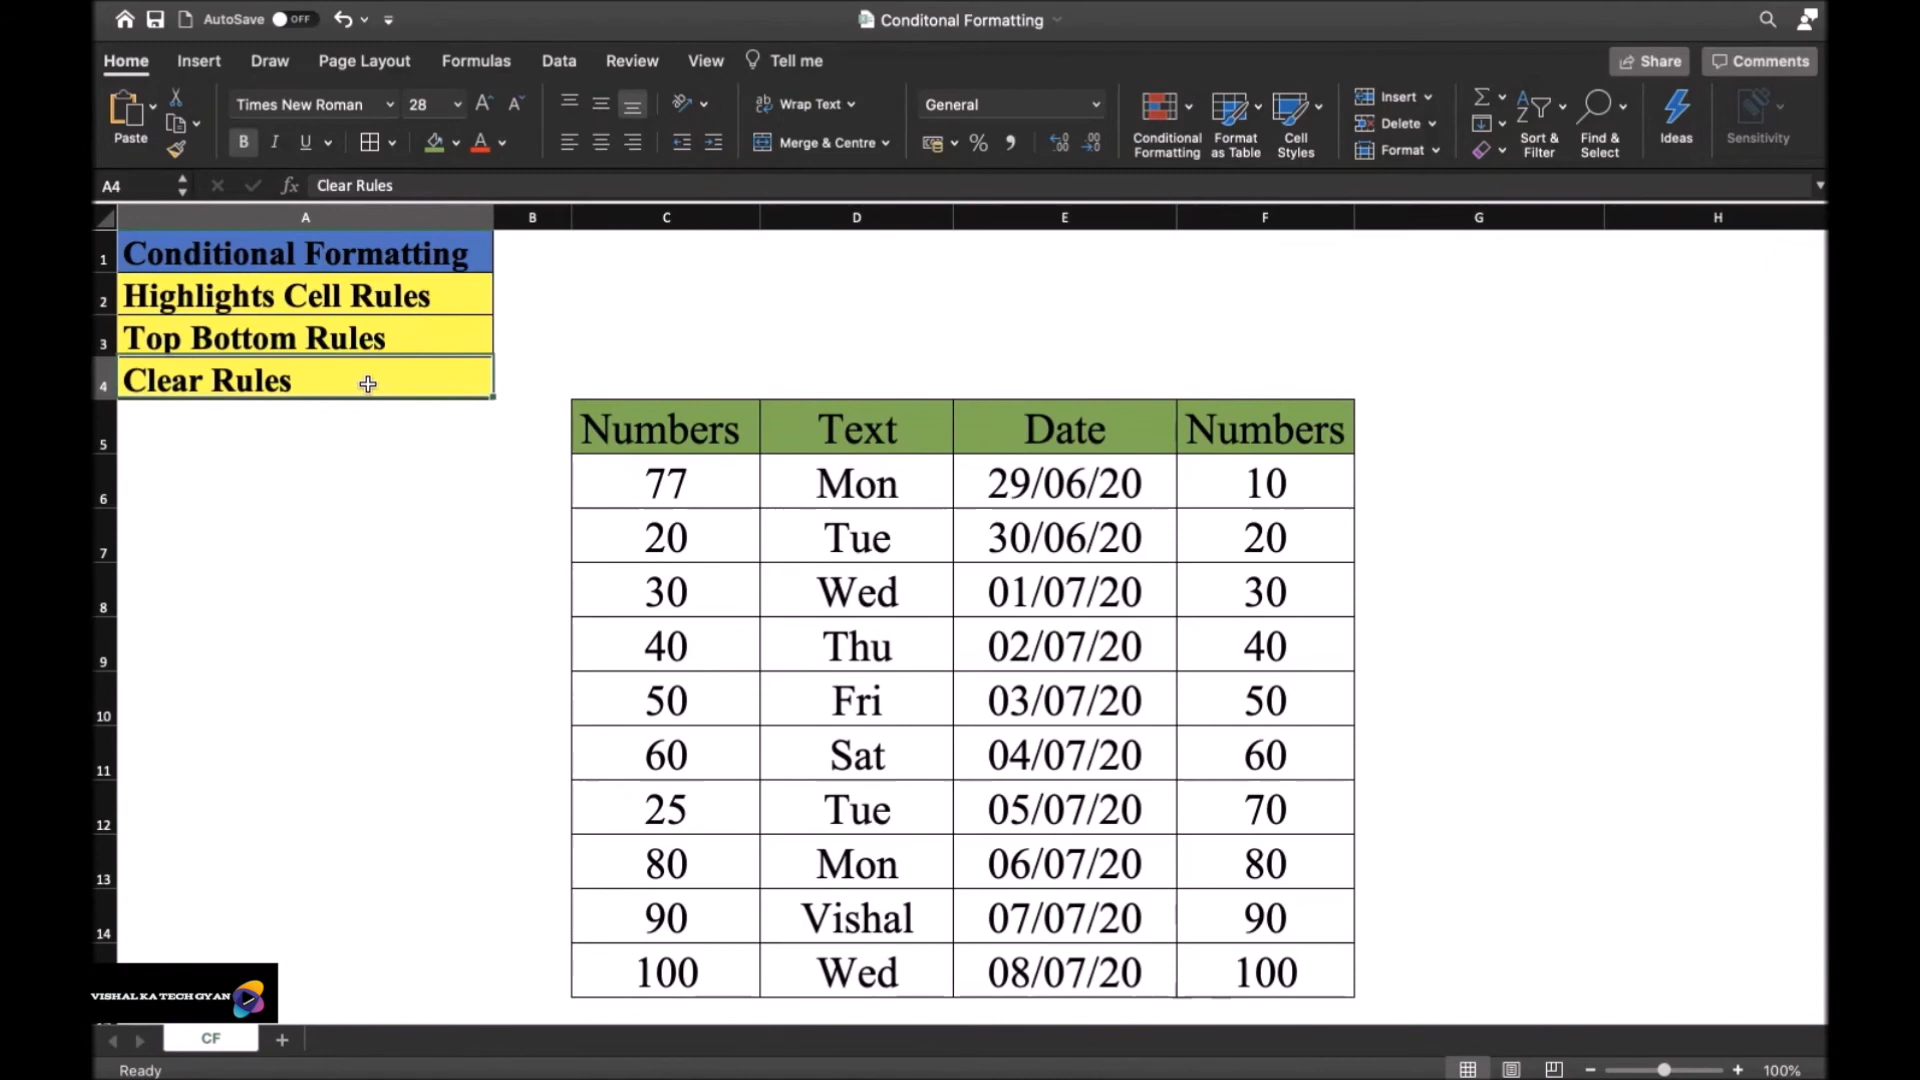 AutoSave OFF
Conditonal Formatting
Home Insert Draw Page Layout Formulas Data Review View Tell me
Share Comments
Paste
Times New Roman 28
B I U A
ab Wrap Text
Merge & Centre
General
%
Conditional Formatting
Format as Table
Cell Styles
Insert
Delete
Format
Sort & Filter
Find & Select
Ideas
Sensitivity
A4 fx Clear Rules
A B C D E F G H
1 Conditional Formatting
2 Highlights Cell Rules
3 Top Bottom Rules
4 Clear Rules
5 Numbers Text Date Numbers
6 77 Mon 29/06/20 10
7 20 Tue 30/06/20 20
8 30 Wed 01/07/20 30
9 40 Thu 02/07/20 40
10 50 Fri 03/07/20 50
11 60 Sat 04/07/20 60
12 25 Tue 05/07/20 70
13 80 Mon 06/07/20 80
14 90 Vishal 07/07/20 90
100 Wed 08/07/20 100
VISHAL KA TECH GYAN
CF
Ready
100%